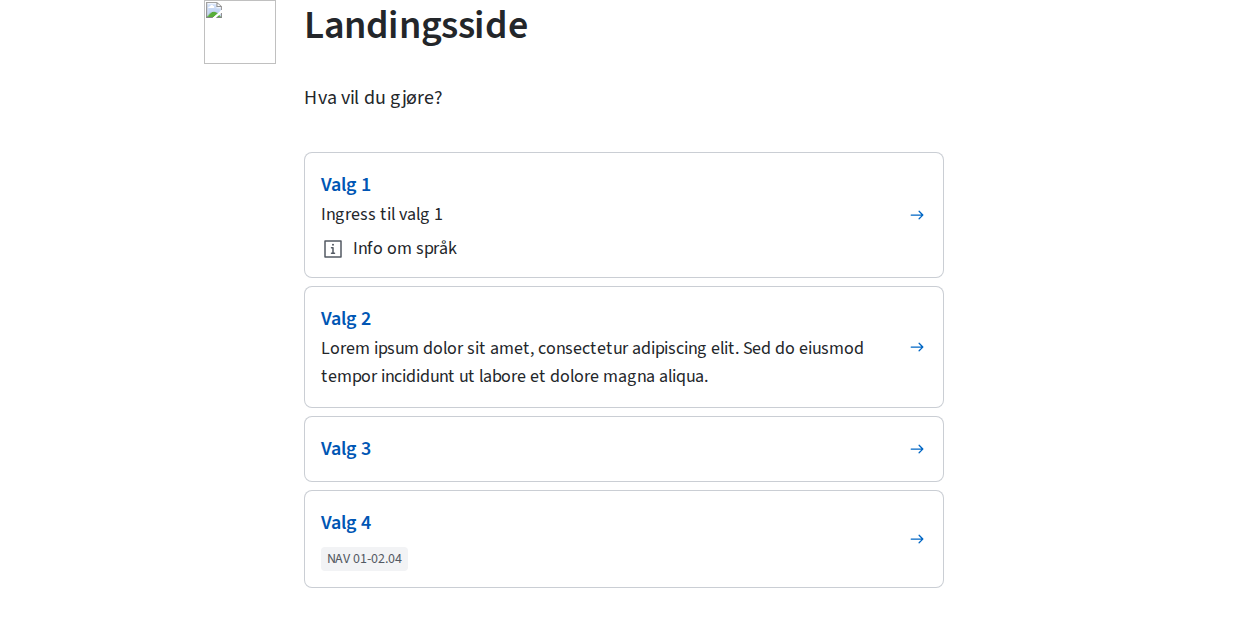 Landingsside
Hva vil du gjøre?
Valg 1
Ingress til valg 1
Info om språk
Valg 2
Lorem ipsum dolor sit amet, consectetur adipiscing elit. Sed do eiusmod
tempor incididunt ut labore et dolore magna aliqua.
Valg 3
Valg 4
NAV 01-02.04